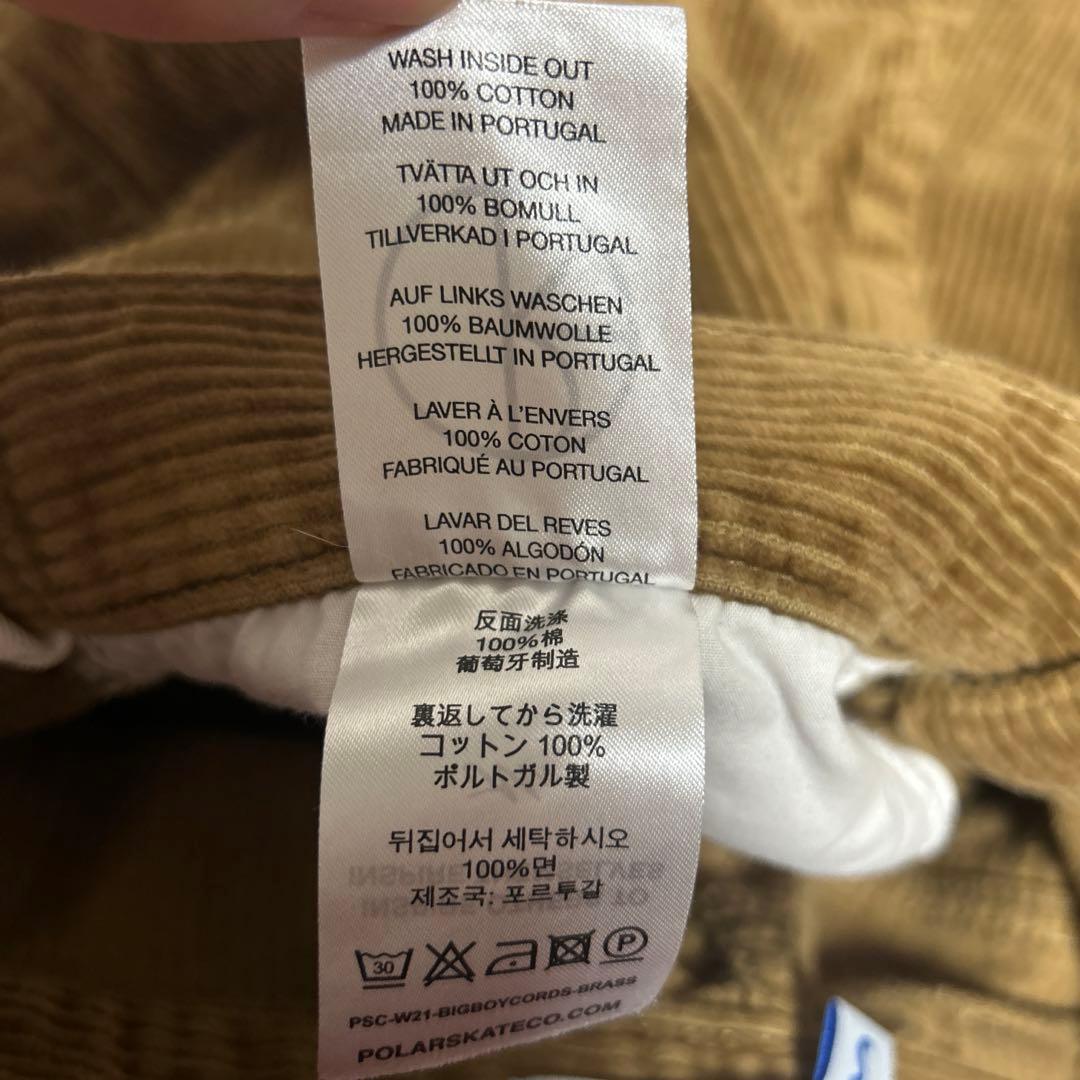 WASH INSIDE OUT
100% COTTON
MADE IN PORTUGAL
TVÄTTA UT OCH IN
100% BOMULL
TILLVERKAD I PORTUGAL
AUF LINKS WASCHEN
100% BAUMWOLLE
HERGESTELLT IN PORTUGAL
LAVER À L'ENVERS
100% COTON
FABRIQUÉ AU PORTUGAL
LAVAR DEL REVES
100% ALGODÓN
FABRICADO EN PORTUGAL
反面洗涤
100%棉
葡萄牙制造
裏返してから洗濯
コットン 100%
ポルトガル製
뒤집어서 세탁하시오
100%면
제조국: 포르투갈
30 P
PSC-W21-BIGBOYCORDS-BRASS
POLARSKATECO.COM